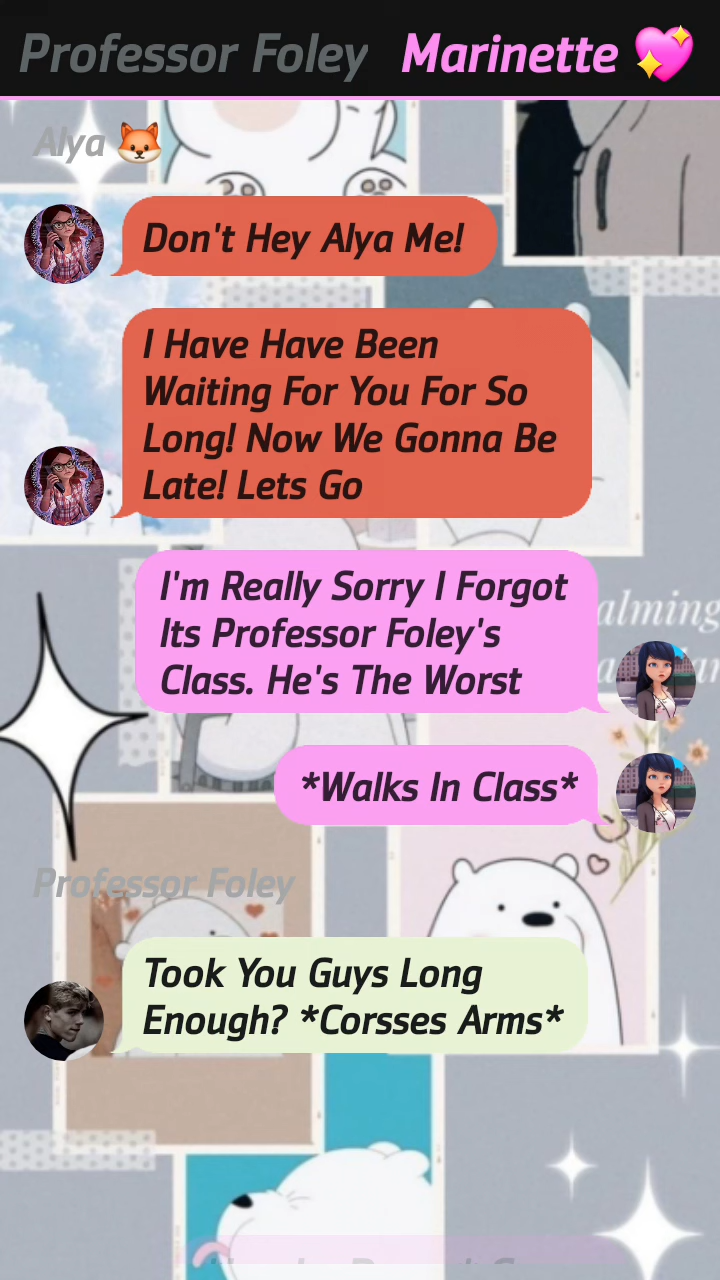 Professor Foley Marinette 💖
Alya 🦊
Don't Hey Alya Me!
I Have Have Been
Waiting For You For So
Long! Now We Gonna Be
Late! Lets Go
I'm Really Sorry I Forgot
Its Professor Foley's
Class. He's The Worst
alming
*Walks In Class*
Professor Foley
Took You Guys Long
Enough? *Corsses Arms*